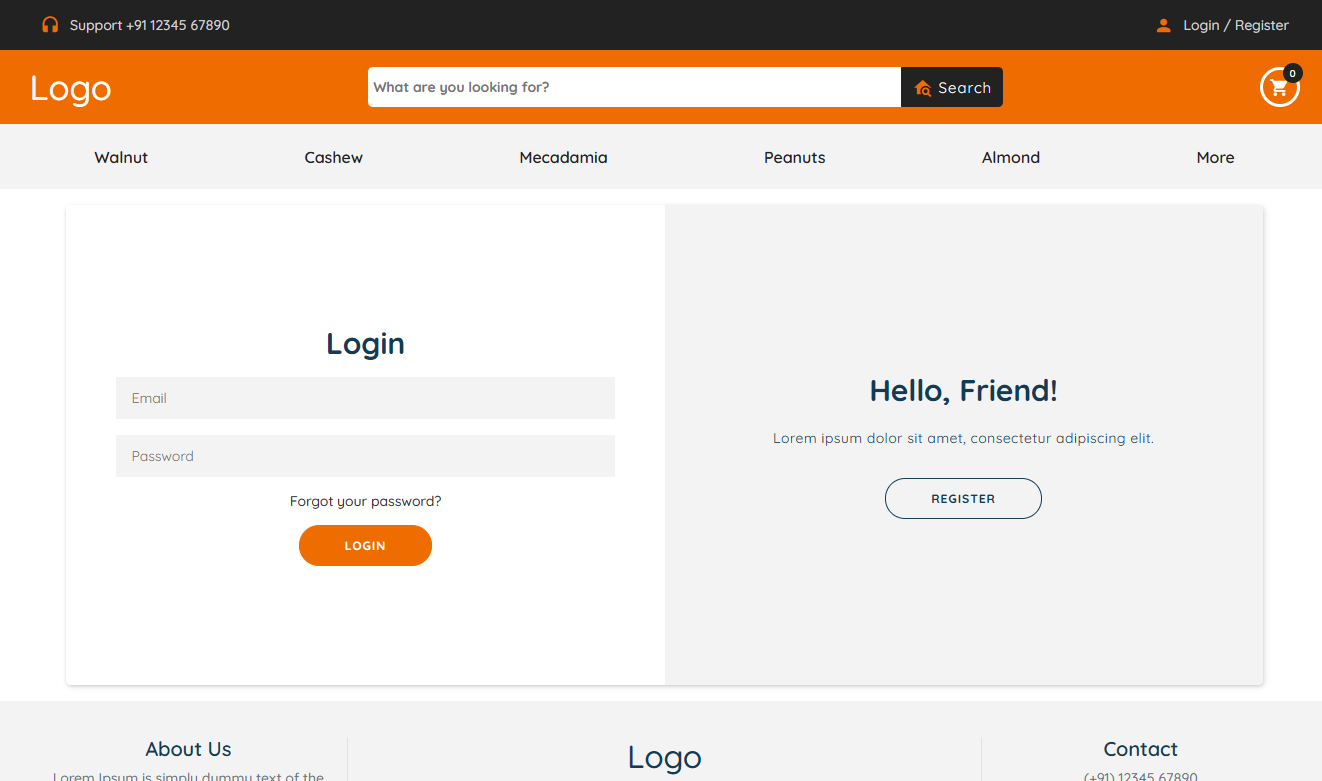 Support +91 12345 67890
Login / Register
Logo
What are you looking for?
Search
0
Walnut
Cashew
Mecadamia
Peanuts
Almond
More
Login
Email
Password
Forgot your password?
LOGIN
Hello, Friend!
Lorem ipsum dolor sit amet, consectetur adipiscing elit.
REGISTER
About Us
Lorem Ipsum is simply dummy text of the
Logo
Contact
(+91) 12345 67890